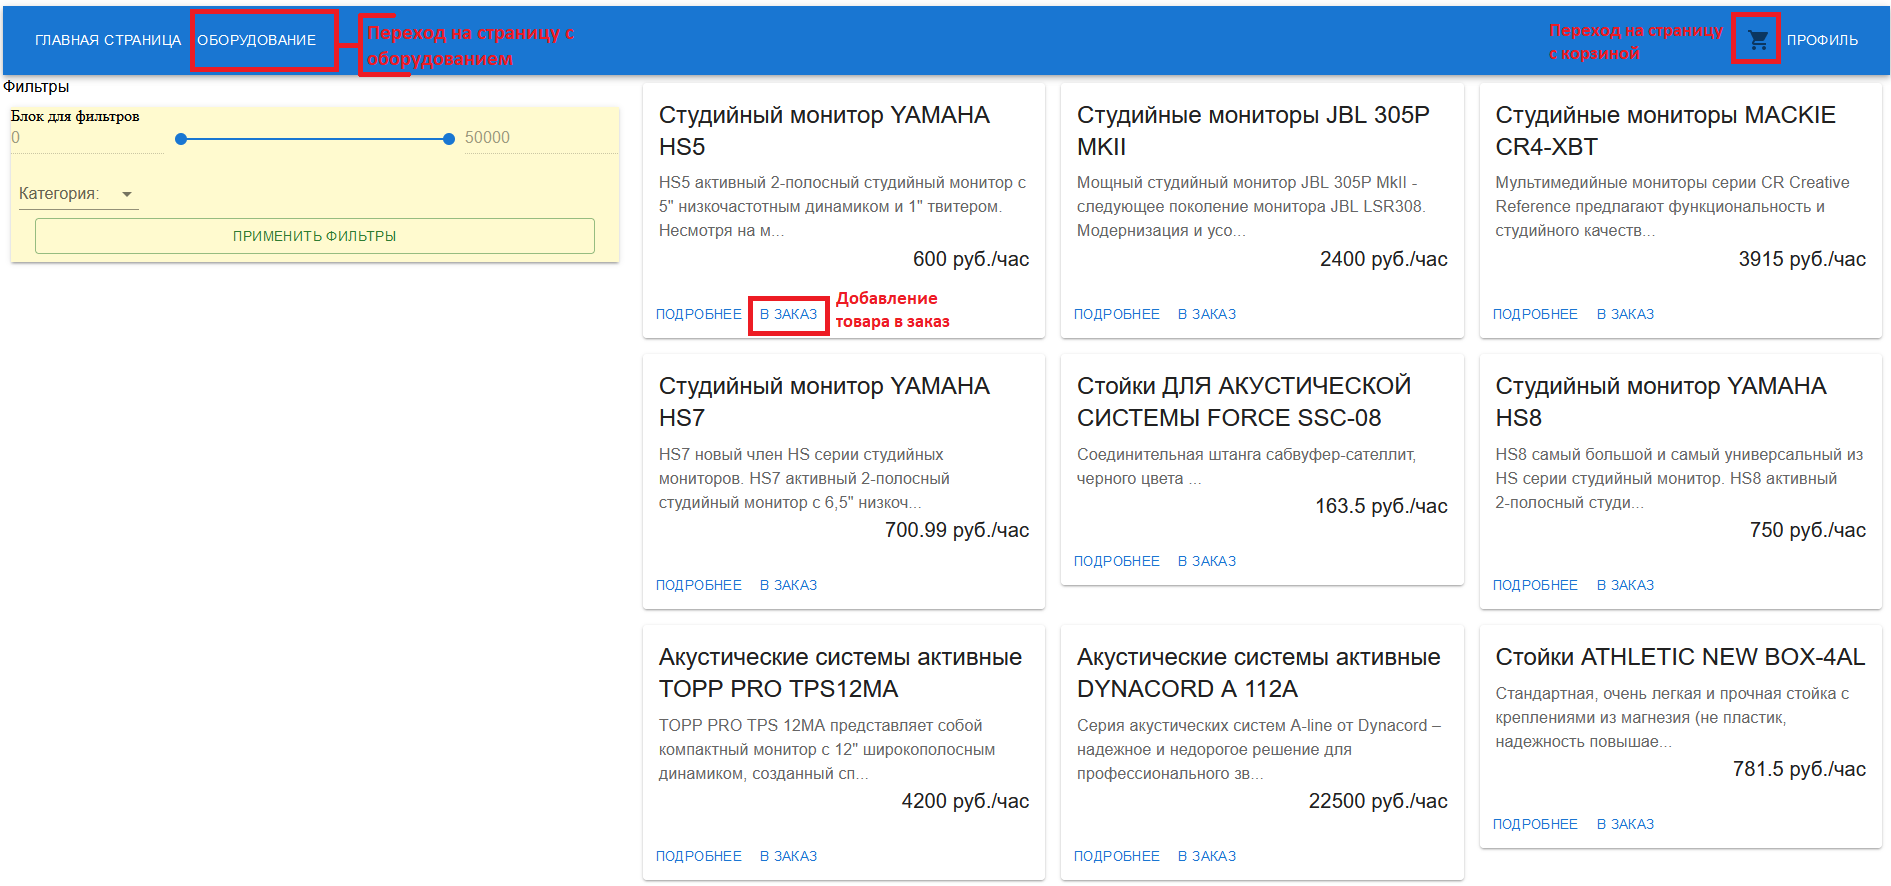 ГЛАВНАЯ СТРАНИЦА
ОБОРУДОВАНИЕ
Переход на страницу с
оборудованием
Переход на страницу
с корзиной
ПРОФИЛЬ
Фильтры
Блок для фильтров
0
50000
Категория:
ПРИМЕНИТЬ ФИЛЬТРЫ
Студийный монитор YAMAHA
HS5
HS5 активный 2-полосный студийный монитор с
5" низкочастотным динамиком и 1" твитером.
Несмотря на м...
600 руб./час
ПОДРОБНЕЕ
В ЗАКАЗ
Добавление
товара в заказ
Студийные мониторы JBL 305P
MKII
Мощный студийный монитор JBL 305P MkII -
следующее поколение монитора JBL LSR308.
Модернизация и усо...
2400 руб./час
ПОДРОБНЕЕ
В ЗАКАЗ
Студийные мониторы MACKIE
CR4-XBT
Мультимедийные мониторы серии CR Creative
Reference предлагают функциональность и
студийного качеств...
3915 руб./час
ПОДРОБНЕЕ
В ЗАКАЗ
Студийный монитор YAMAHA
HS7
HS7 новый член HS серии студийных
мониторов. HS7 активный 2-полосный
студийный монитор с 6,5" низкоч...
700.99 руб./час
ПОДРОБНЕЕ
В ЗАКАЗ
Стойки ДЛЯ АКУСТИЧЕСКОЙ
СИСТЕМЫ FORCE SSC-08
Соединительная штанга сабвуфер-сателлит,
черного цвета ...
163.5 руб./час
ПОДРОБНЕЕ
В ЗАКАЗ
Студийный монитор YAMAHA
HS8
HS8 самый большой и самый универсальный из
HS серии студийный монитор. HS8 активный
2-полосный студи...
750 руб./час
ПОДРОБНЕЕ
В ЗАКАЗ
Акустические системы активные
TOPP PRO TPS12MA
TOPP PRO TPS 12MA представляет собой
компактный монитор с 12" широкополосным
динамиком, созданный сп...
4200 руб./час
ПОДРОБНЕЕ
В ЗАКАЗ
Акустические системы активные
DYNACORD A 112A
Серия акустических систем A-line от Dynacord –
надежное и недорогое решение для
профессионального зв...
22500 руб./час
ПОДРОБНЕЕ
В ЗАКАЗ
Стойки ATHLETIC NEW BOX-4AL
Стандартная, очень легкая и прочная стойка с
креплениями из магнезия (не пластик,
надежность повышае...
781.5 руб./час
ПОДРОБНЕЕ
В ЗАКАЗ